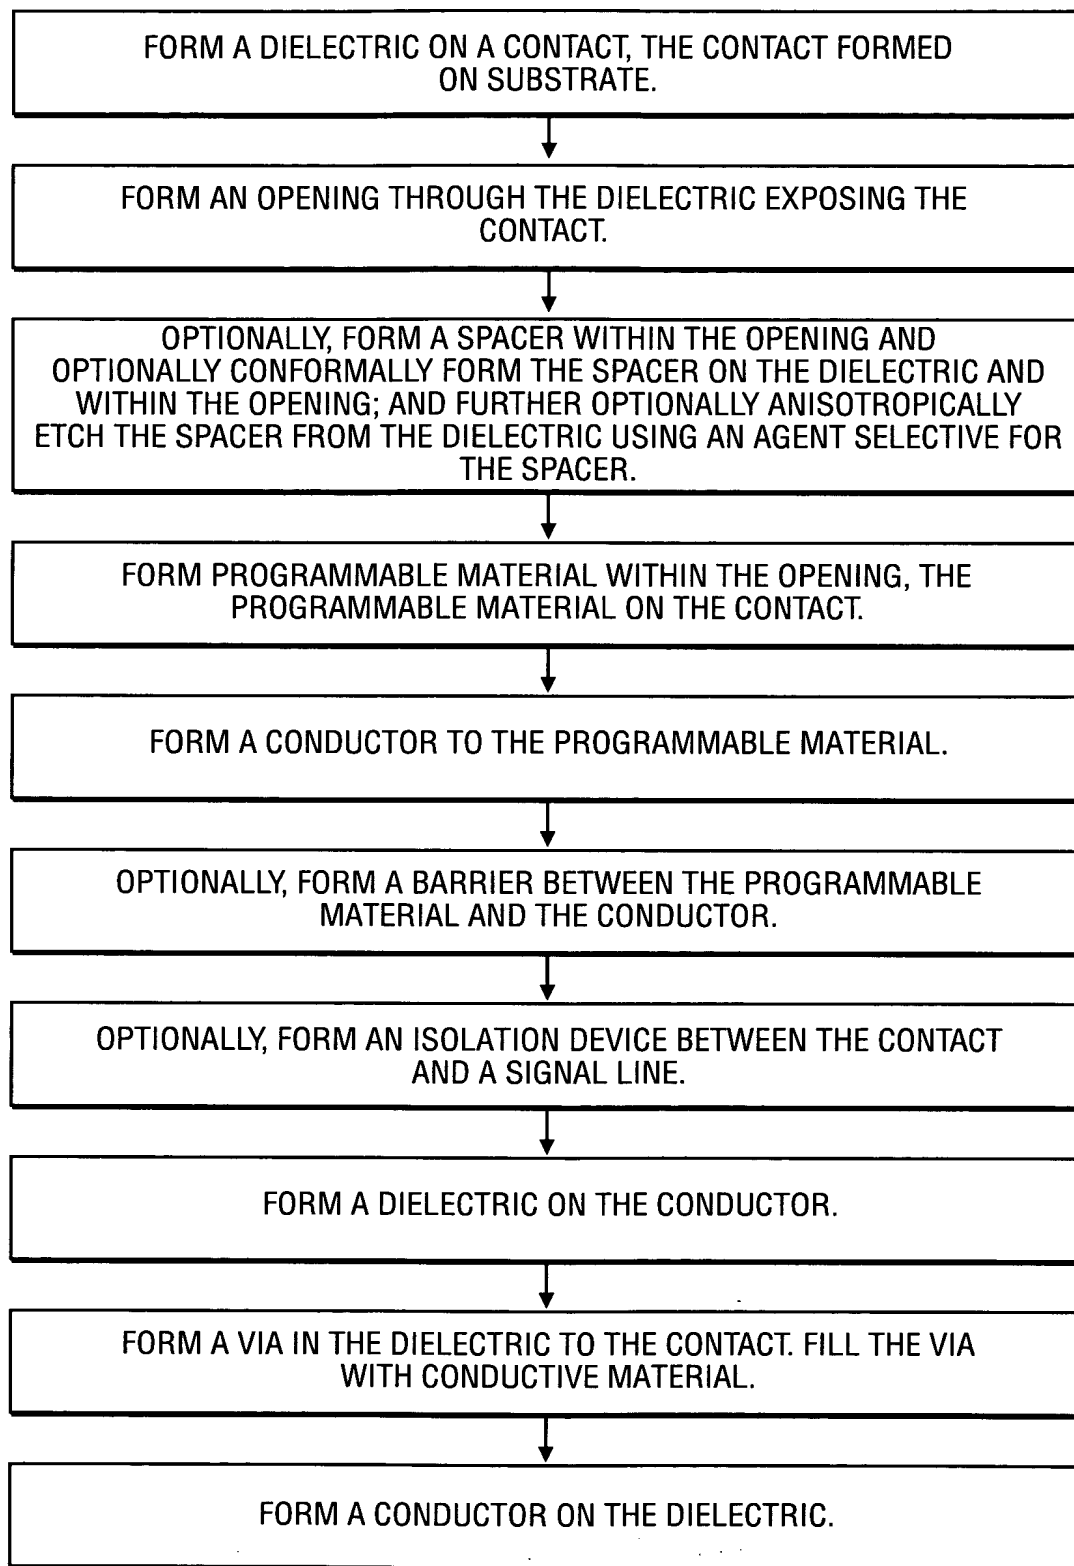 FORM A DIELECTRIC ON A CONTACT, THE CONTACT FORMED
ON SUBSTRATE.
FORM AN OPENING THROUGH THE DIELECTRIC EXPOSING THE
CONTACT.
OPTIONALLY, FORM A SPACER WITHIN THE OPENING AND
OPTIONALLY CONFORMALLY FORM THE SPACER ON THE DIELECTRIC AND
WITHIN THE OPENING; AND FURTHER OPTIONALLY ANISOTROPICALLY
ETCH THE SPACER FROM THE DIELECTRIC USING AN AGENT SELECTIVE FOR
THE SPACER.
FORM PROGRAMMABLE MATERIAL WITHIN THE OPENING, THE
PROGRAMMABLE MATERIAL ON THE CONTACT.
FORM A CONDUCTOR TO THE PROGRAMMABLE MATERIAL.
OPTIONALLY, FORM A BARRIER BETWEEN THE PROGRAMMABLE
MATERIAL AND THE CONDUCTOR.
OPTIONALLY, FORM AN ISOLATION DEVICE BETWEEN THE CONTACT
AND A SIGNAL LINE.
FORM A DIELECTRIC ON THE CONDUCTOR.
FORM A VIA IN THE DIELECTRIC TO THE CONTACT. FILL THE VIA
WITH CONDUCTIVE MATERIAL.
FORM A CONDUCTOR ON THE DIELECTRIC.